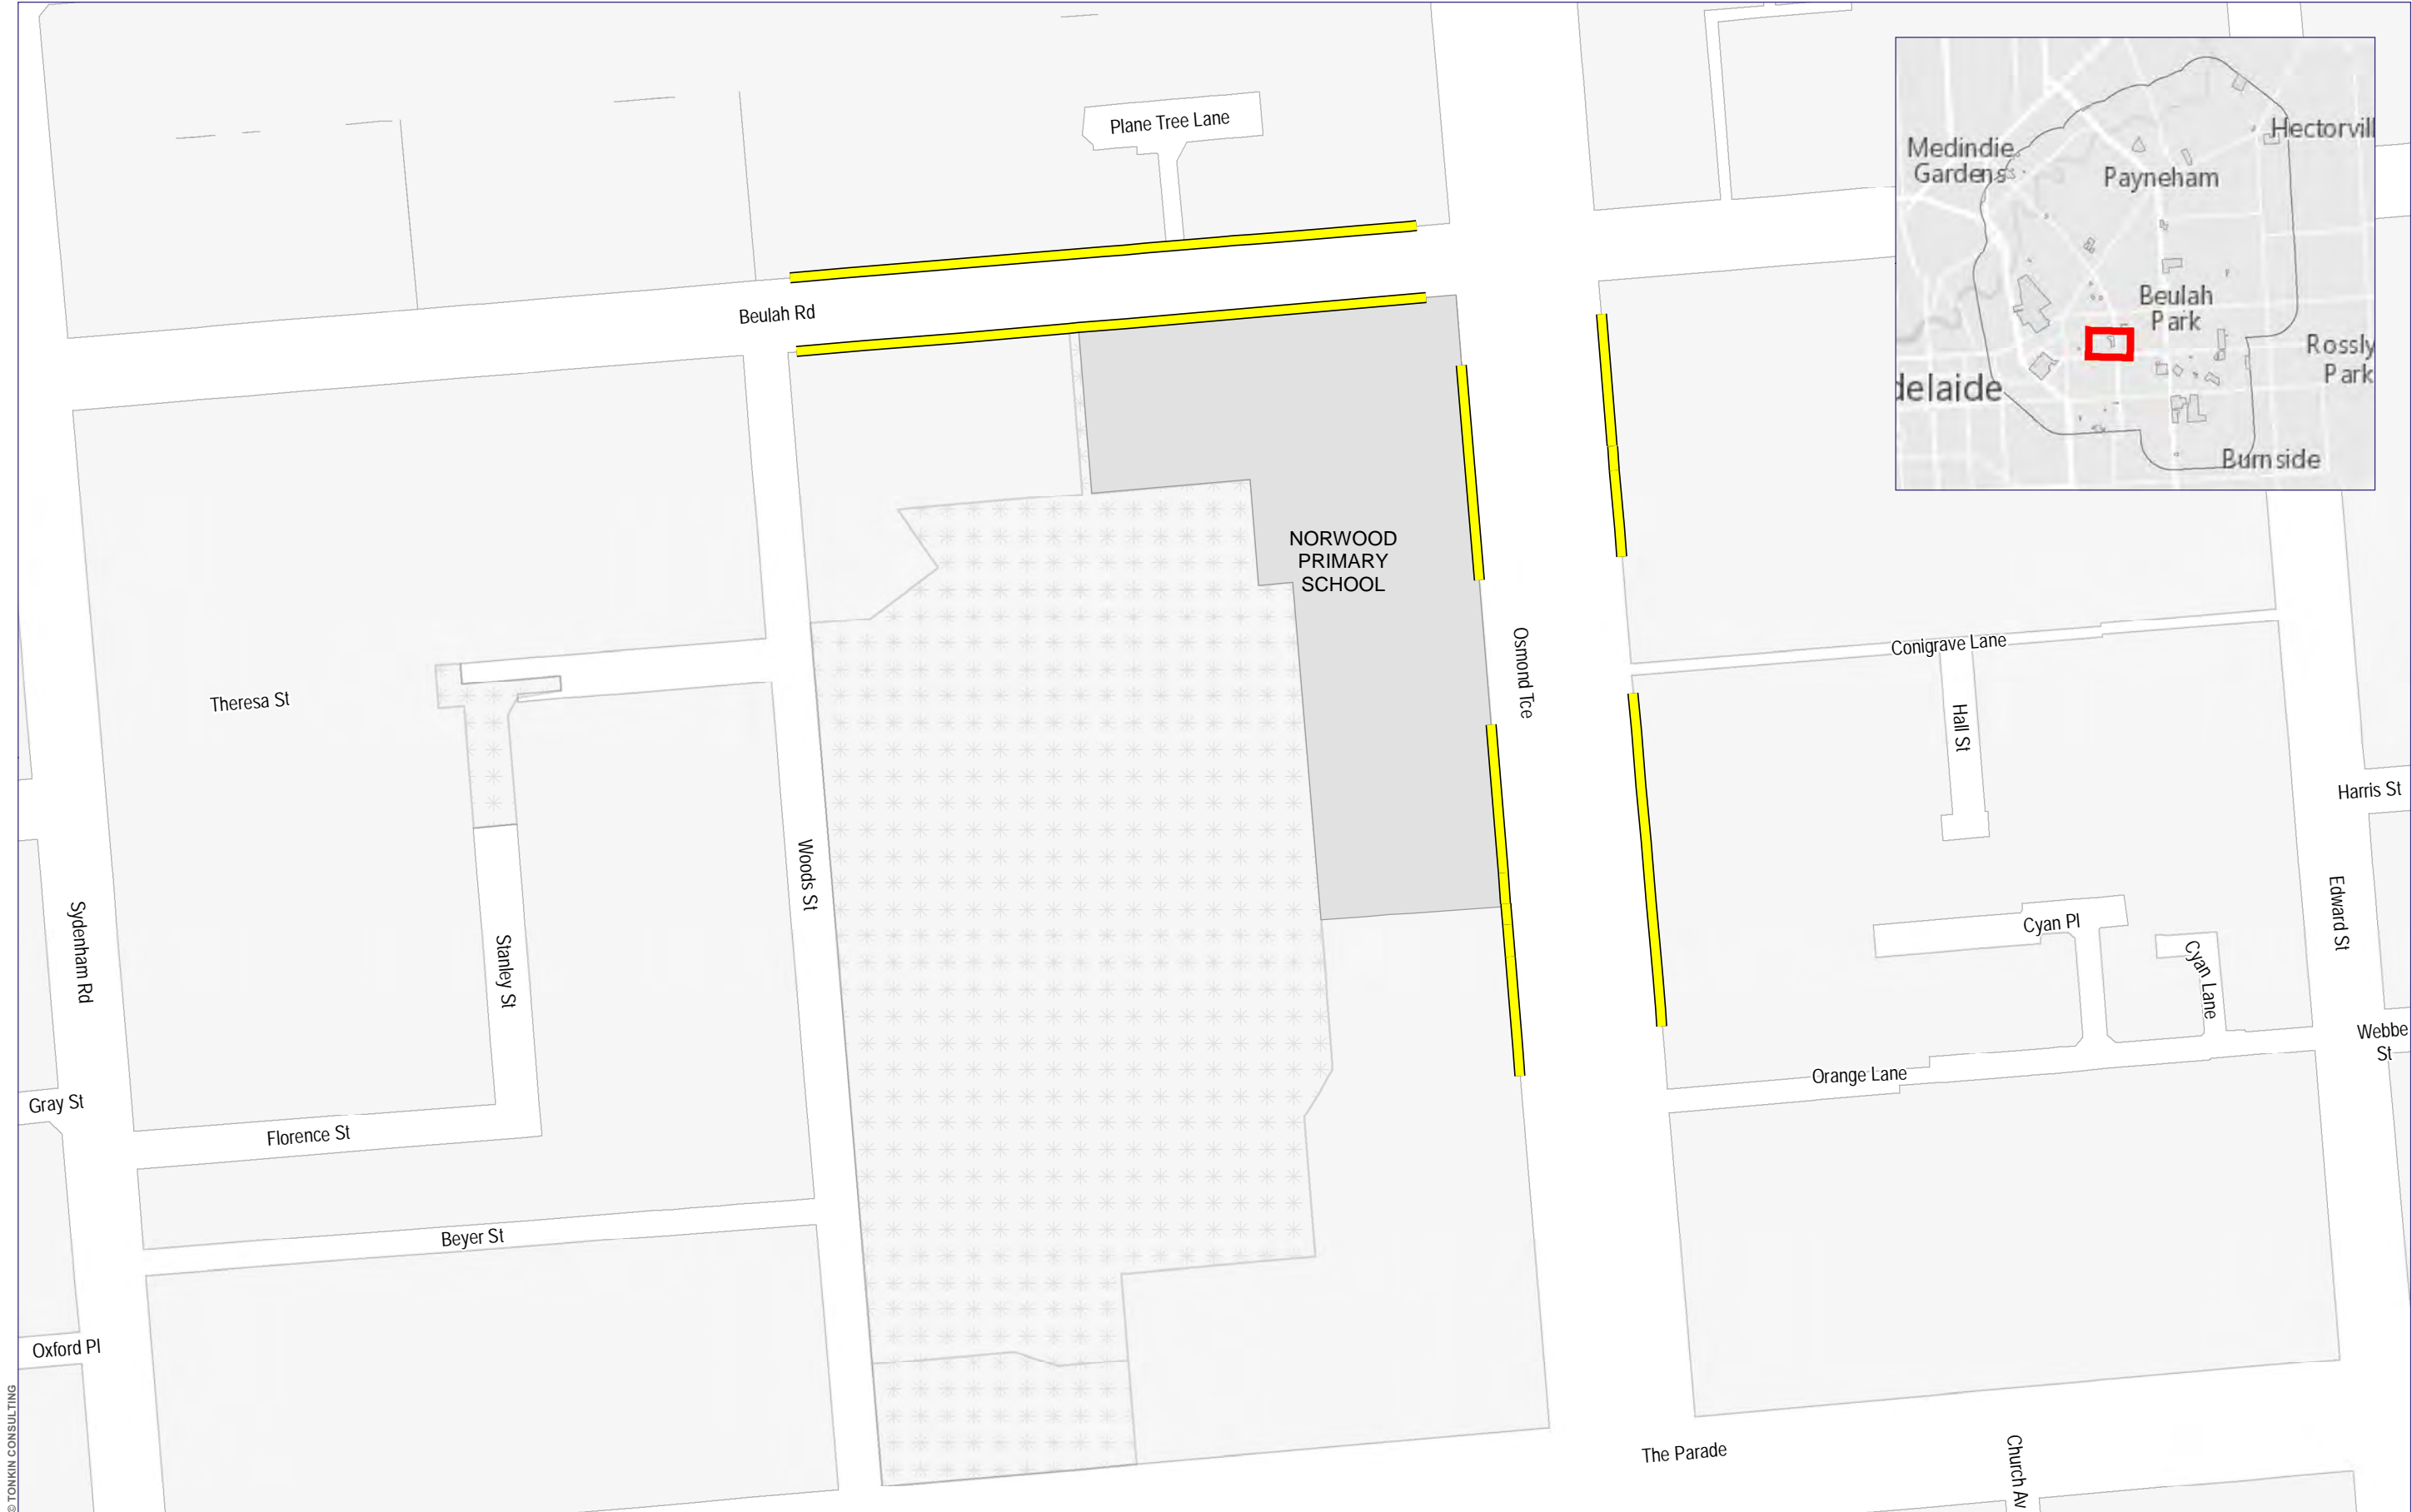 Plane Tree Lane
Medindie
Gardens
Hectorvill
Payneham
Beulah
Park
Rossly
Park
delaide
Burnside
Beulah Rd
NORWOOD
PRIMARY
SCHOOL
Osmond Tce
Conigrave Lane
Theresa St
Hall St
Harris St
Woods St
Sydenham Rd
Stanley St
Edward St
Cyan Pl
Cyan Lane
Webbe
St
Orange Lane
Gray St
Florence St
Beyer St
Oxford Pl
The Parade
Church Av
© TONKIN CONSULTING